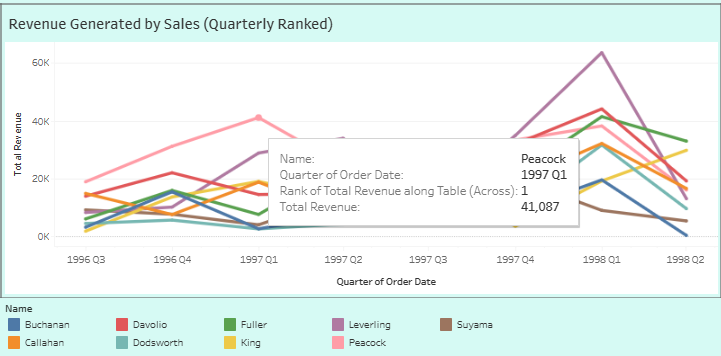 Revenue Generated by Sales (Quarterly Ranked)
Total Revenue
60K
40K
20K
0K
Name: Peacock
Quarter of Order Date: 1997 Q1
Rank of Total Revenue along Table (Across): 1
Total Revenue: 41,087
1996 Q3 1996 Q4 1997 Q1 1997 Q2 1997 Q3 1997 Q4 1998 Q1 1998 Q2
Quarter of Order Date
Name
Buchanan Davolio Fuller Leverling Suyama
Callahan Dodsworth King Peacock